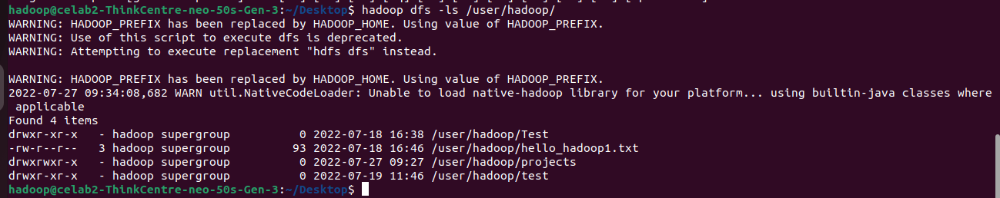 hadoop@celab2-ThinkCentre-neo-50s-Gen-3:~/Desktop$ hadoop dfs -ls /user/hadoop/
WARNING: HADOOP_PREFIX has been replaced by HADOOP_HOME. Using value of HADOOP_PREFIX.
WARNING: Use of this script to execute dfs is deprecated.
WARNING: Attempting to execute replacement "hdfs dfs" instead.

WARNING: HADOOP_PREFIX has been replaced by HADOOP_HOME. Using value of HADOOP_PREFIX.
2022-07-27 09:34:08,682 WARN util.NativeCodeLoader: Unable to load native-hadoop library for your platform... using builtin-java classes where
 applicable
Found 4 items
drwxr-xr-x   - hadoop supergroup          0 2022-07-18 16:38 /user/hadoop/Test
-rw-r--r--   3 hadoop supergroup         93 2022-07-18 16:46 /user/hadoop/hello_hadoop1.txt
drwxrwxr-x   - hadoop supergroup          0 2022-07-27 09:27 /user/hadoop/projects
drwxr-xr-x   - hadoop supergroup          0 2022-07-19 11:46 /user/hadoop/test
hadoop@celab2-ThinkCentre-neo-50s-Gen-3:~/Desktop$